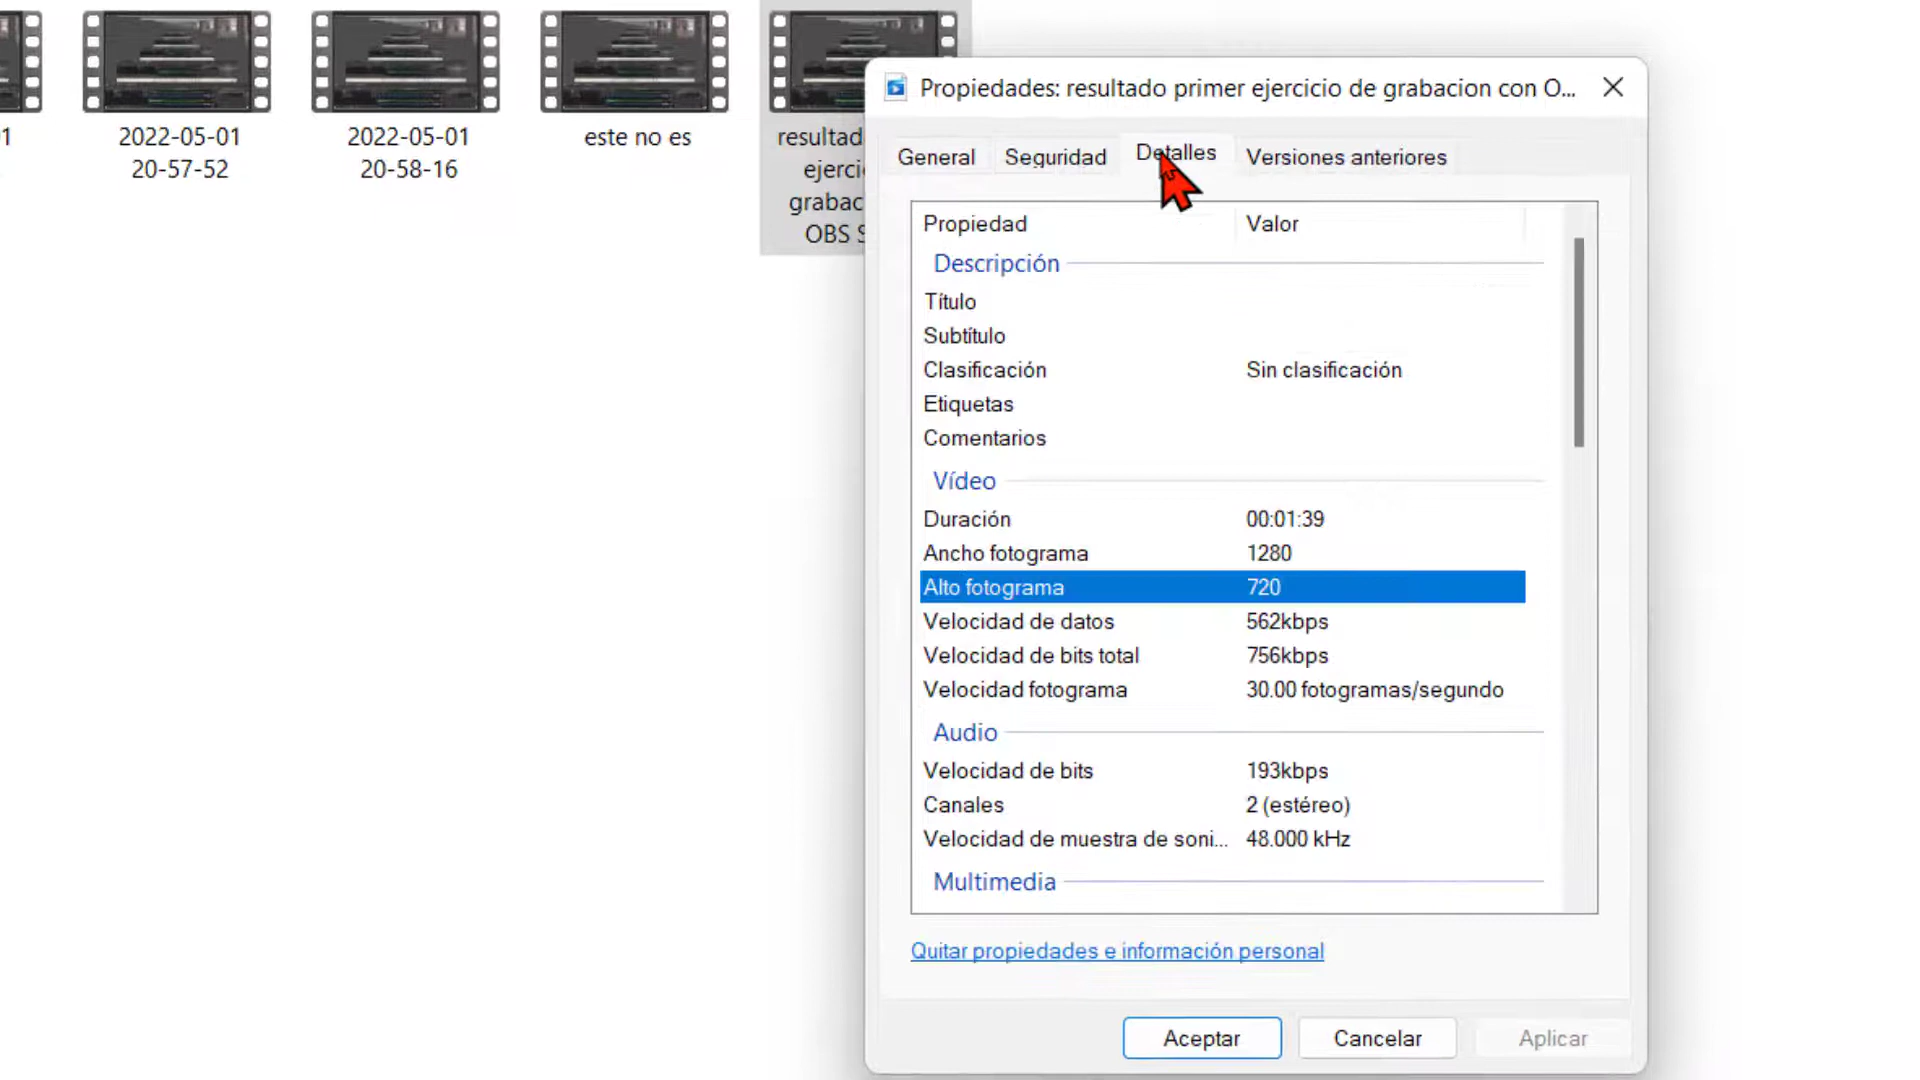 1
2022-05-01
20-57-52
2022-05-01
20-58-16
este no es
resultad
ejerci
grabac
OBS S
Propiedades: resultado primer ejercicio de grabacion con O...
General
Seguridad
Detalles
Versiones anteriores
Propiedad Valor
Descripción
Título
Subtítulo
Clasificación Sin clasificación
Etiquetas
Comentarios
Vídeo
Duración 00:01:39
Ancho fotograma 1280
Alto fotograma 720
Velocidad de datos 562kbps
Velocidad de bits total 756kbps
Velocidad fotograma 30.00 fotogramas/segundo
Audio
Velocidad de bits 193kbps
Canales 2 (estéreo)
Velocidad de muestra de soni... 48.000 kHz
Multimedia
Quitar propiedades e información personal
Aceptar
Cancelar
Aplicar